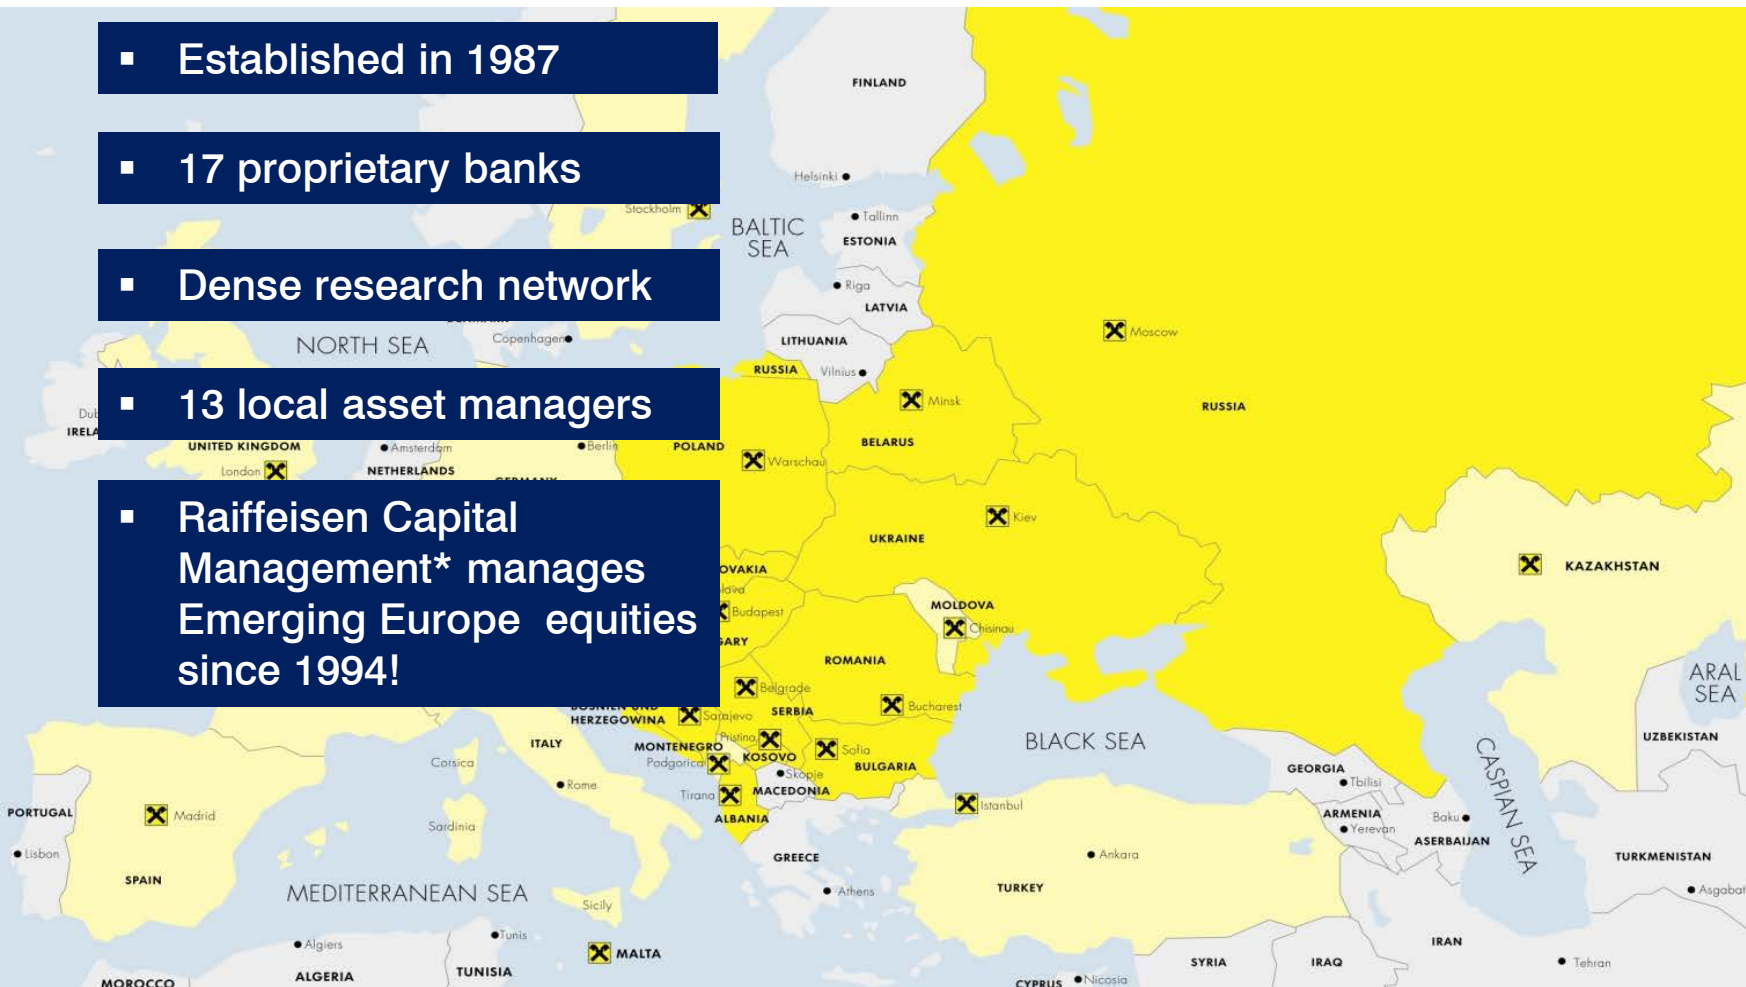 ▪ Established in 1987
▪ 17 proprietary banks
▪ Dense research network
▪ 13 local asset managers
▪ Raiffeisen Capital
Management* manages
Emerging Europe equities
since 1994!
FINLAND
Helsinki
Stockholm
BALTIC
SEA
Tallinn
ESTONIA
Riga
LATVIA
NORTH SEA
Copenhagen
LITHUANIA
Vilnius
RUSSIA
Moscow
Minsk
RUSSIA
BELARUS
UNITED KINGDOM
Amsterdam
Berlin
POLAND
Warschau
London
NETHERLANDS
Kiev
UKRAINE
KAZAKHSTAN
MOLDOVA
Chisinau
Budapest
ROMANIA
ARAL
SEA
Belgrade
SERBIA
Bucharest
BOSNIEN UND
HERZEGOWINA
Sarajevo
ITALY
MONTENEGRO
Pristina
KOSOVO
Podgorica
Sofia
BULGARIA
BLACK SEA
UZBEKISTAN
Corsica
Skopje
MACEDONIA
Rome
Tirana
ALBANIA
Istanbul
GEORGIA
Tbilisi
CASPIAN SEA
PORTUGAL
Madrid
Sardinia
ARMENIA
Yerevan
Baku
ASERBAIJAN
Lisbon
SPAIN
GREECE
Athens
Ankara
TURKEY
TURKMENISTAN
Asgabat
MEDITERRANEAN SEA
Sicily
Algiers
Tunis
MALTA
ALGERIA
TUNISIA
MOROCCO
CYPRUS
Nicosia
SYRIA
IRAQ
IRAN
Tehran